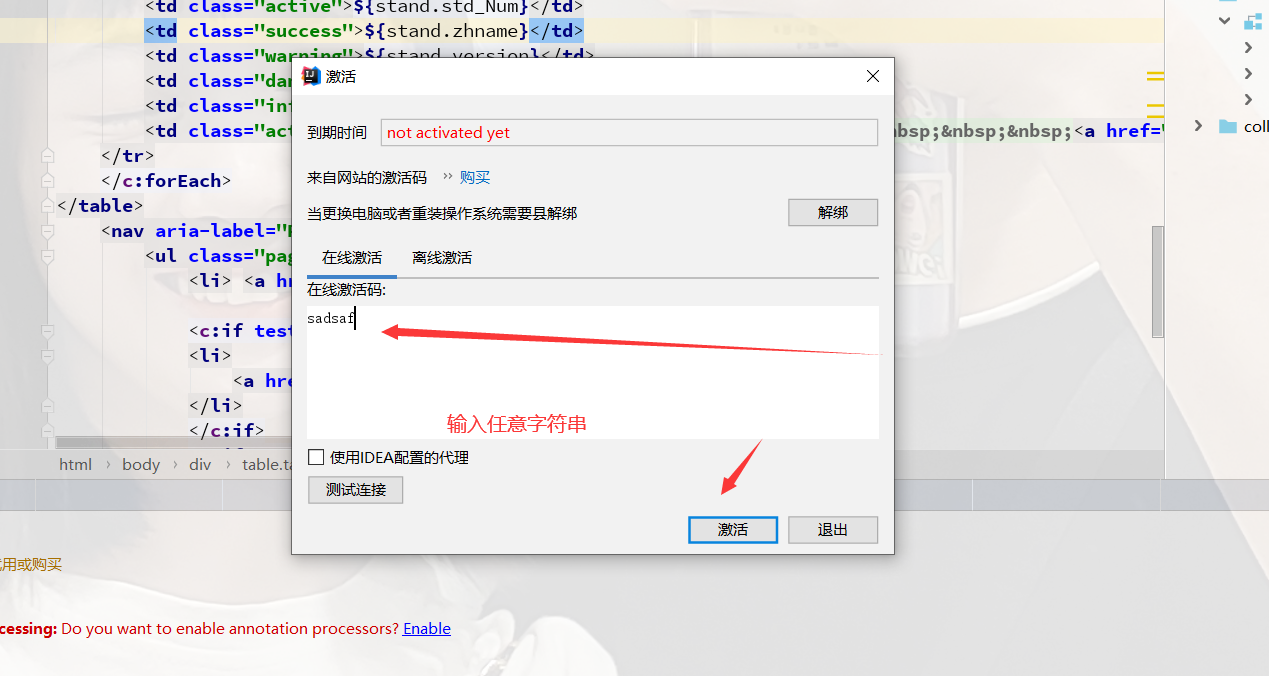 <td class="active">${stand.std_Num}</td>
<td class="success">${stand.zhname}</td>
<td class="warning">${stand.version}</td>
<td class="dan
<td class="inf
<td class="act
nbsp;&nbsp;&nbsp;<a href="
</tr>
</c:forEach>
</table>
<nav aria-label="P
<ul class="pag
<li> <a hr
<c:if test
<li>
<a hre
</li>
</c:if>
html › body › div › table.ta
coll
激活
到期时间 not activated yet
来自网站的激活码 » 购买
当更换电脑或者重装操作系统需要县解绑 解绑
在线激活 离线激活
在线激活码:
sadsaf
输入任意字符串
使用IDEA配置的代理
测试连接
激活 退出
用或购买
cessing: Do you want to enable annotation processors? Enable